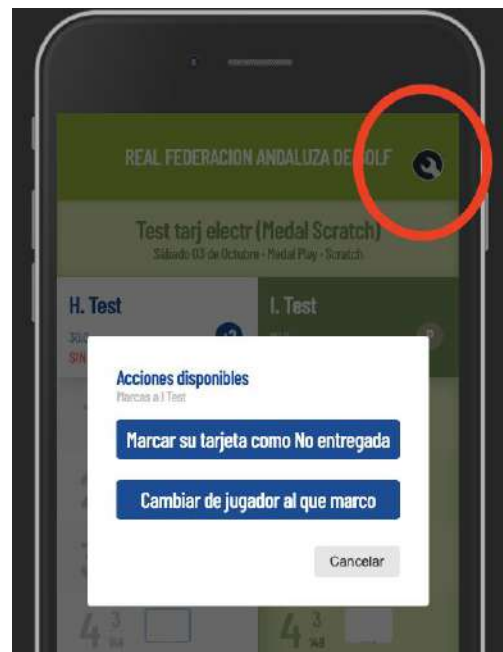 REAL FEDERACION ANDALUZA DE GOLF
Test tarj electr (Medal Scratch)
Sábado 03 de Octubre - Medal Play - Scratch
H. Test
I. Test
SIN
Acciones disponibles
Marcas a I Test
Marcar su tarjeta como No entregada
Cambiar de jugador al que marco
Cancelar
4 3
4 3